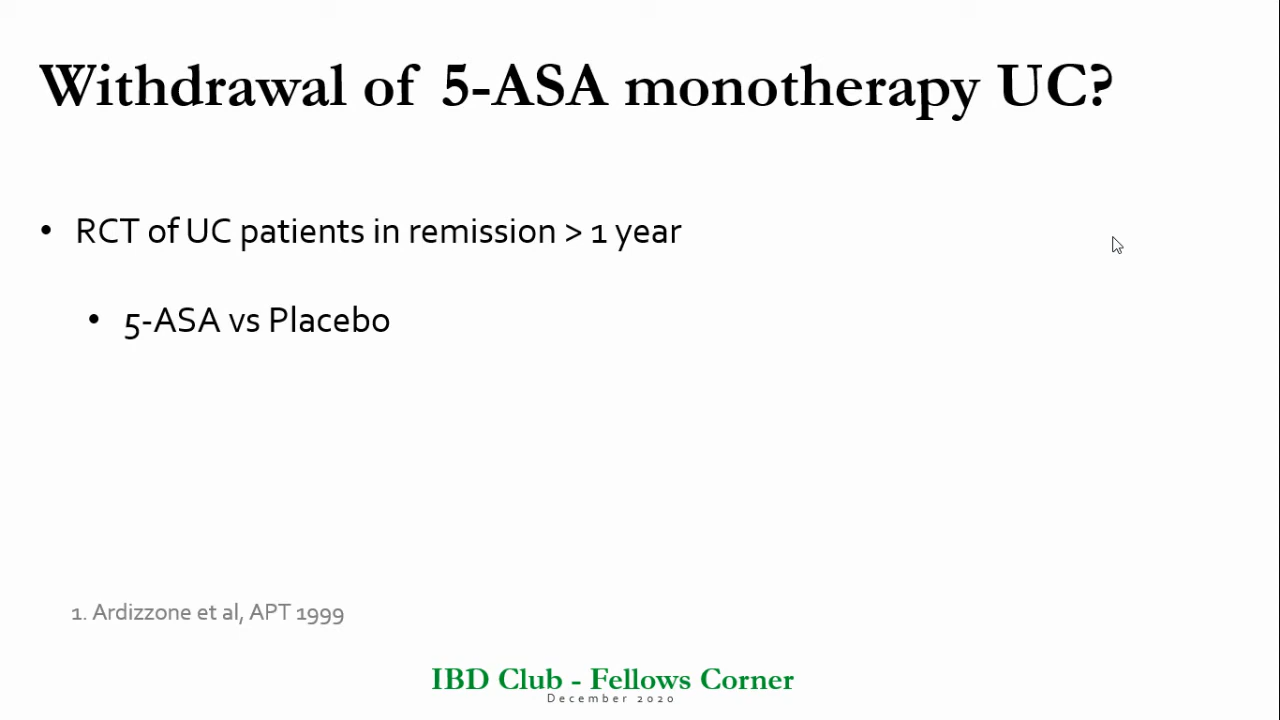 Withdrawal of 5-ASA monotherapy UC?
• RCT of UC patients in remission > 1 year
• 5-ASA vs Placebo
1. Ardizzone et al, APT 1999
IBD Club - Fellows Corner
December 2020